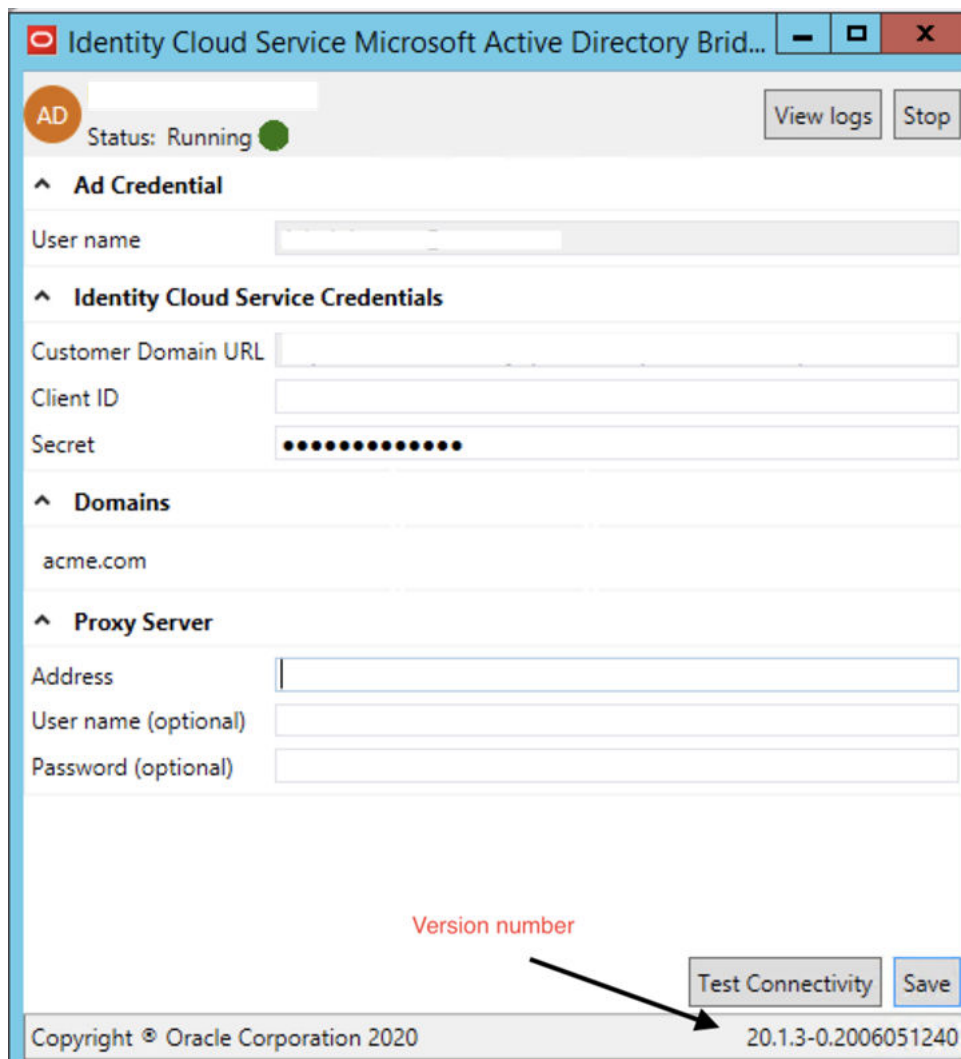 Identity Cloud Service Microsoft Active Directory Brid...
AD
Status: Running
View logs
Stop
Ad Credential
User name
Identity Cloud Service Credentials
Customer Domain URL
Client ID
Secret ●●●●●●●●●●●●●
Domains
acme.com
Proxy Server
Address
User name (optional)
Password (optional)
Version number
Test Connectivity
Save
Copyright © Oracle Corporation 2020
20.1.3-0.2006051240